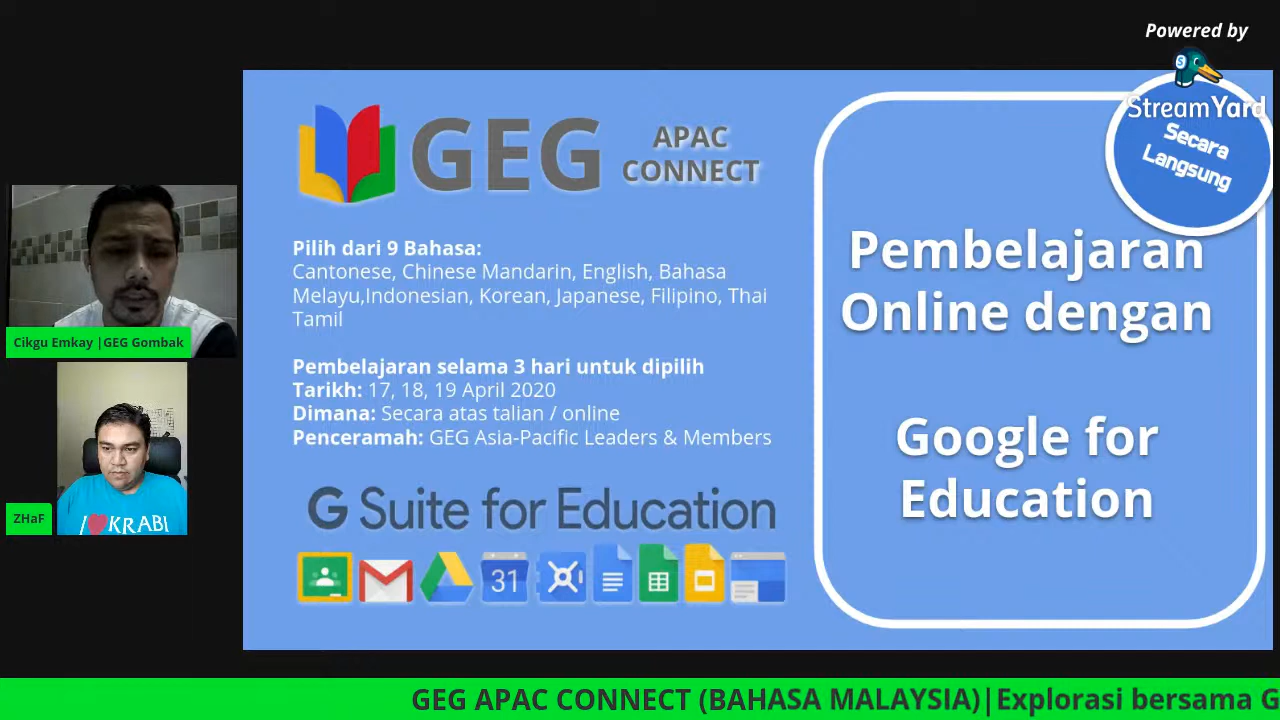 Powered by
StreamYard
Secara
Langsung
GEG
APAC
CONNECT
Pilih dari 9 Bahasa:
Cantonese, Chinese Mandarin, English, Bahasa
Melayu,Indonesian, Korean, Japanese, Filipino, Thai
Tamil
Pembelajaran selama 3 hari untuk dipilih
Tarikh: 17, 18, 19 April 2020
Dimana: Secara atas talian / online
Penceramah: GEG Asia-Pacific Leaders & Members
G Suite for Education
31
Pembelajaran
Online dengan
Google for
Education
Cikgu Emkay |GEG Gombak
ZHaF
I❤KRABI
GEG APAC CONNECT (BAHASA MALAYSIA)|Explorasi bersama G